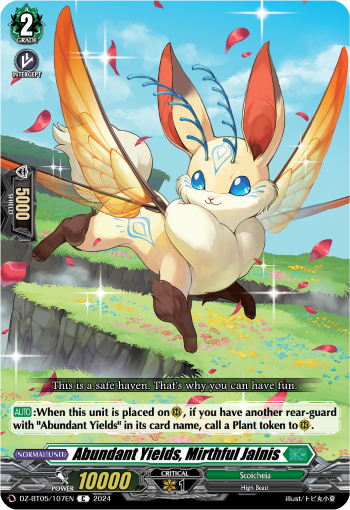 2
GRADE
INTERCEPT
5000
SHIELD
This is a safe haven. That's why you can have fun.
AUTO:When this unit is placed on R, if you have another rear-guard
with "Abundant Yields" in its card name, call a Plant token to R.
NORMAL UNIT
Abundant Yields, Mirthful Jalnis
POWER
10000
CRITICAL
1
Stoicheia
High Beast
DZ-BT05/107EN C 2024
illust/トビ丸小夏